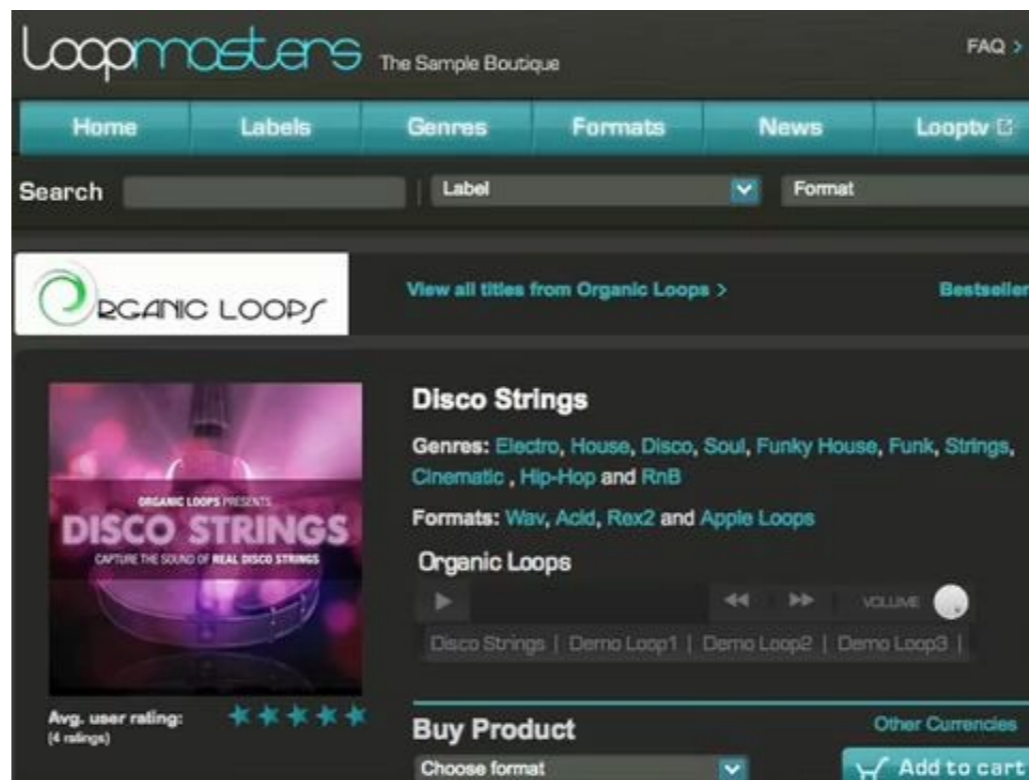 Loopmasters The Sample Boutique FAQ >
Home Labels Genres Formats News Looptv
Search Label Format
ORGANIC LOOPS View all titles from Organic Loops > Bestseller
Disco Strings
Genres: Electro, House, Disco, Soul, Funky House, Funk, Strings,
Cinematic , Hip-Hop and RnB
Formats: Wav, Acid, Rex2 and Apple Loops
ORGANIC LOOPS PRESENTS
DISCO STRINGS
CAPTURE THE SOUND OF REAL DISCO STRINGS
Organic Loops
VOLUME
Disco Strings | Demo Loop1 | Demo Loop2 | Demo Loop3 |
Avg. user rating:
(4 ratings)
Buy Product Other Currencies
Choose format Add to cart